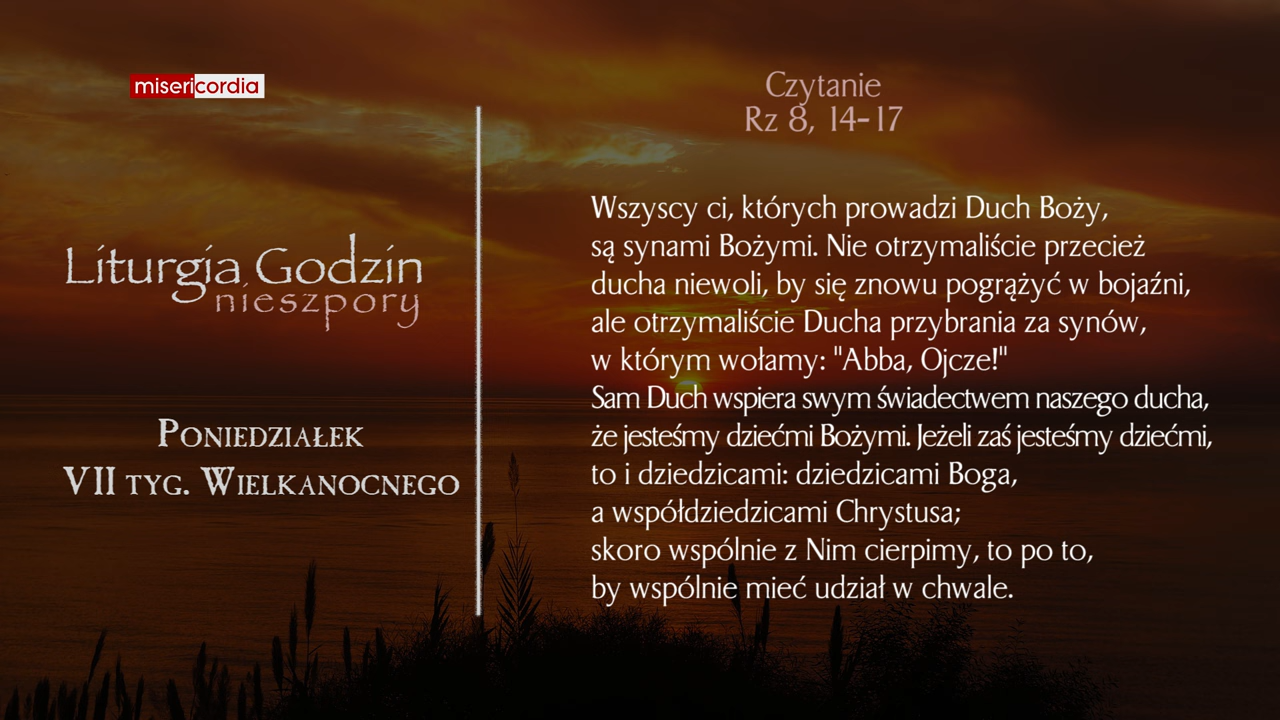 misericordia
Liturgia Godzin
nieszpory
Poniedziałek
VII tyg. Wielkanocnego
Czytanie
Rz 8, 14-17
Wszyscy ci, których prowadzi Duch Boży,
są synami Bożymi. Nie otrzymaliście przecież
ducha niewoli, by się znowu pogrążyć w bojaźni,
ale otrzymaliście Ducha przybrania za synów,
w którym wołamy: "Abba, Ojcze!"
Sam Duch wspiera swym świadectwem naszego ducha,
że jesteśmy dziećmi Bożymi. Jeżeli zaś jesteśmy dziećmi,
to i dziedzicami: dziedzicami Boga,
a współdziedzicami Chrystusa;
skoro wspólnie z Nim cierpimy, to po to,
by wspólnie mieć udział w chwale.